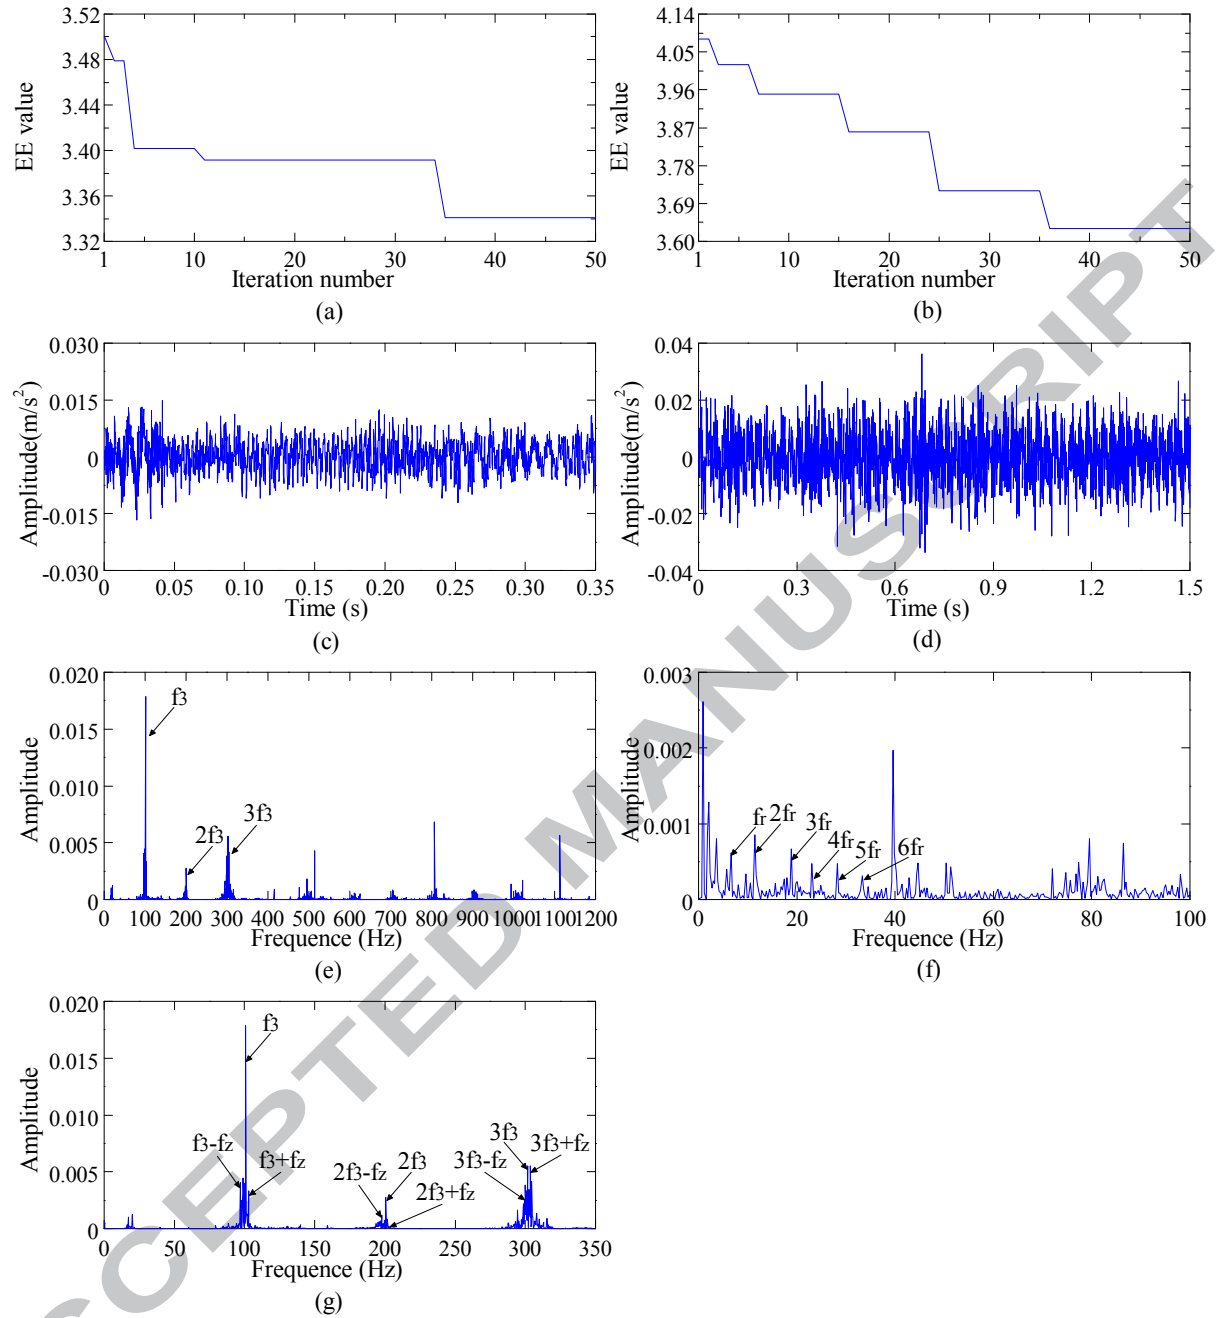 3.52
3.48
3.44
3.40
3.36
3.32
EE value
1 10 20 30 40 50
Iteration number
(a)
4.14
4.05
3.96
3.87
3.78
3.69
3.60
EE value
1 10 20 30 40 50
Iteration number
(b)
0.030
0.015
0
-0.015
-0.030
Amplitude(m/s²)
0 0.05 0.10 0.15 0.20 0.25 0.30 0.35
Time (s)
(c)
0.04
0.02
0
-0.02
-0.04
Amplitude(m/s²)
0 0.3 0.6 0.9 1.2 1.5
Time (s)
(d)
0.020
0.015
0.010
0.005
0
Amplitude
f3
2f3
3f3
0 100 200 300 400 500 600 700 800 900 1000 1100 1200
Frequence (Hz)
(e)
0.003
0.002
0.001
0
Amplitude
fr
2fr
3fr
4fr
5fr
6fr
0 20 40 60 80 100
Frequence (Hz)
(f)
0.020
0.015
0.010
0.005
0
Amplitude
f3
f3-fz
f3+fz
2f3-fz
2f3
2f3+fz
3f3
3f3-fz
3f3+fz
0 50 100 150 200 250 300 350
Frequence (Hz)
(g)
CCEPTED MANUSCRIPT